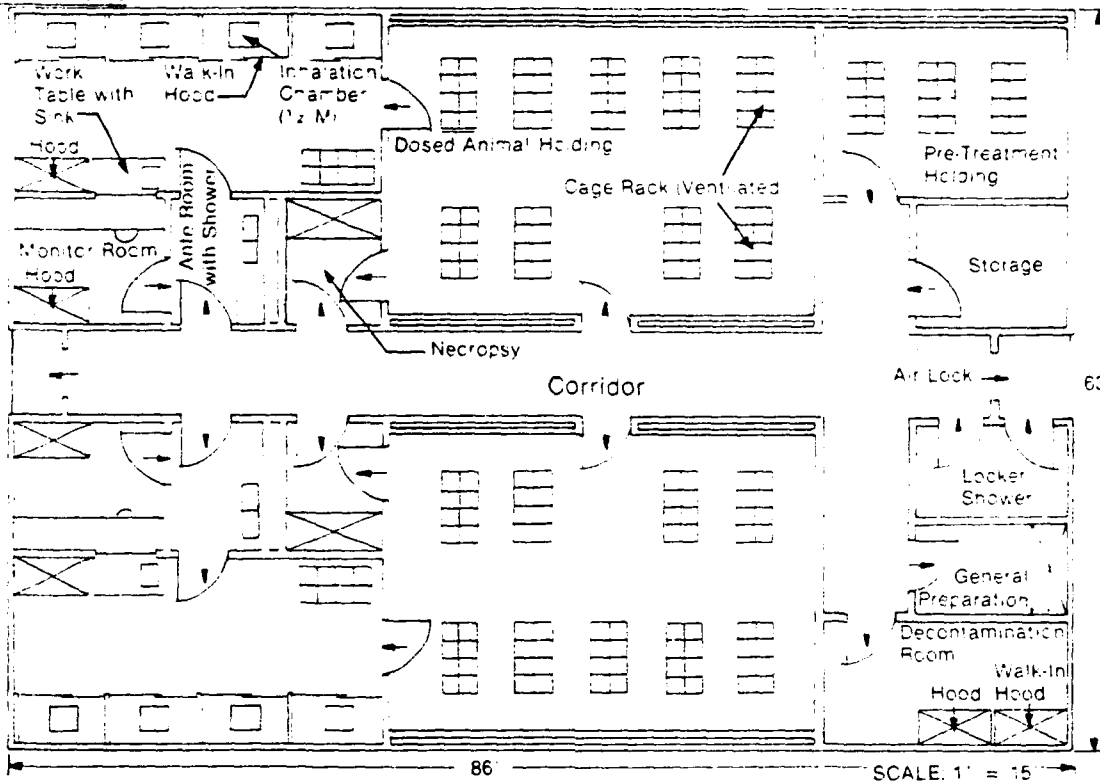 Work
Table with
Sink
Walk-In
Hood
Inhalation
Chamber
(12 M)
Hood
Ante Room
with Shower
Dosed Animal Holding
Cage Rack (Ventilated
Pre-Treatment
Holding
Monitor Room
Hood
Storage
Necropsy
Corridor
Air Lock
63
Locker
Shower
General
Preparation
Decontamination
Room
Hood
Walk-In
Hood
86'
SCALE: 1" = 15'